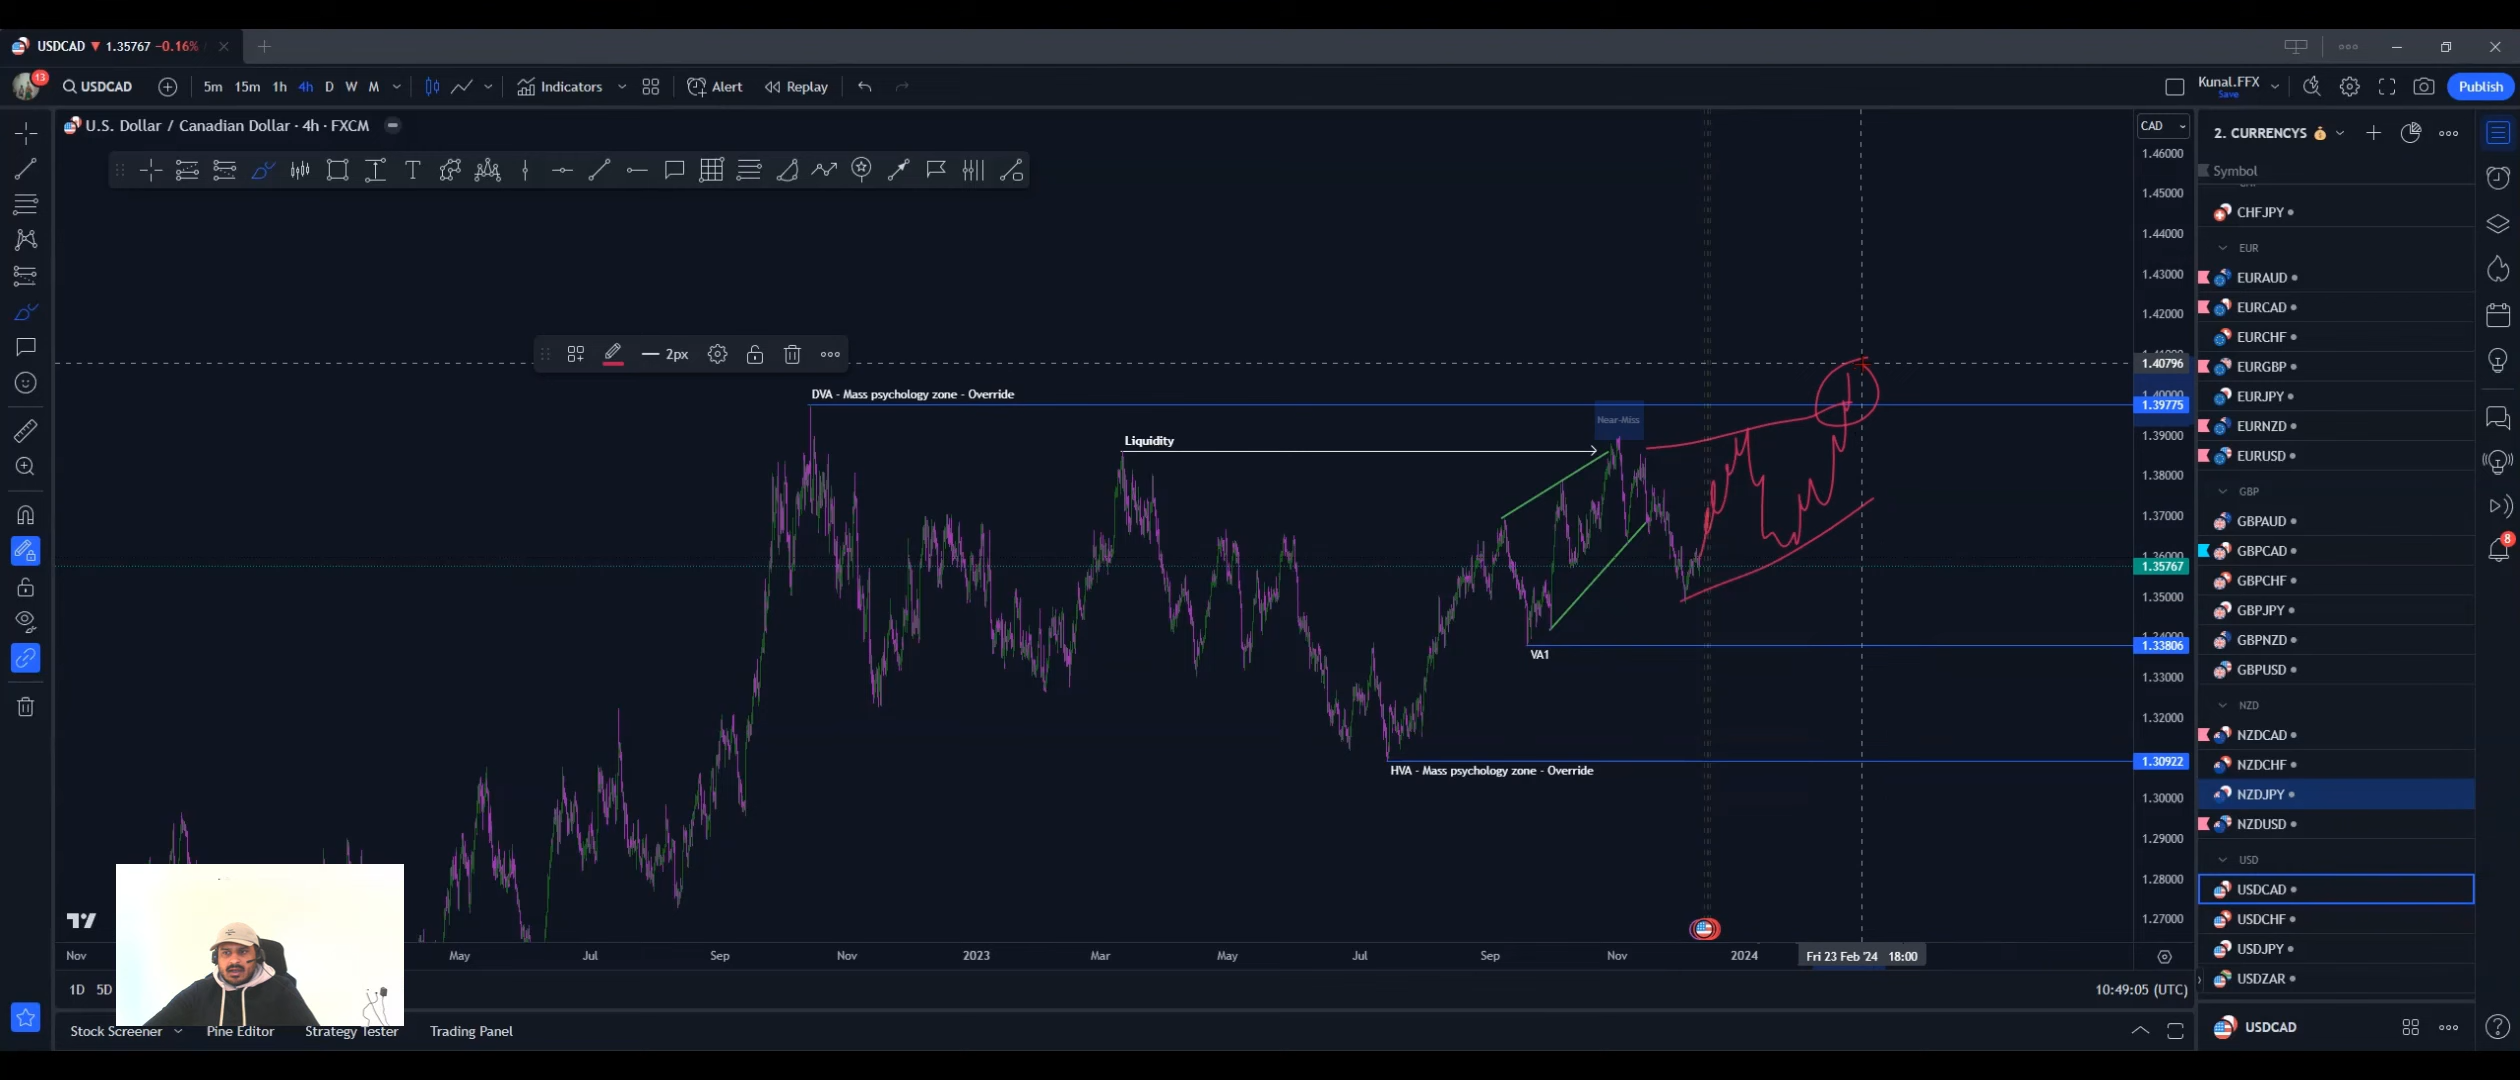 USDCAD ▼ 1.35767 −0.16%
13
USDCAD
5m 15m 1h 4h D W M
Indicators
Alert
Replay
Kunal.FFX
Save
Publish
U.S. Dollar / Canadian Dollar · 4h · FXCM
CAD
2. CURRENCYS
Symbol
2px
DVA - Mass psychology zone - Override
Near-Miss
Liquidity
VA1
HVA - Mass psychology zone - Override
1.46000
1.45000
1.44000
1.43000
1.42000
1.40796
1.39775
1.39000
1.38000
1.37000
1.36000
1.35767
1.35000
1.33806
1.33000
1.32000
1.30922
1.30000
1.29000
1.28000
1.27000
CHFJPY
EUR
EURAUD
EURCAD
EURCHF
EURGBP
EURJPY
EURNZD
EURUSD
GBP
GBPAUD
GBPCAD
GBPCHF
GBPJPY
GBPNZD
GBPUSD
NZD
NZDCAD
NZDCHF
NZDJPY
NZDUSD
USD
USDCAD
USDCHF
USDJPY
USDZAR
8
Nov May Jul Sep Nov 2023 Mar May Jul Sep Nov 2024 Fri 23 Feb '24 18:00
1D 5D
10:49:05 (UTC)
Stock Screener Pine Editor Strategy Tester Trading Panel
USDCAD